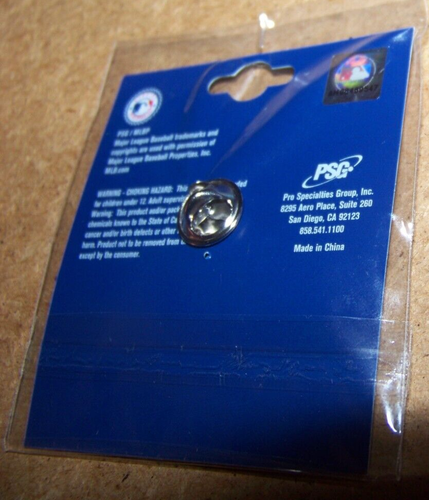 PSG / MLBP
Major League Baseball trademarks and
copyrights are used with permission of
Major League Baseball Properties, Inc.
MLB.com
WARNING - CHOKING HAZARD: This
for children under 12. Adult
Warning: This product and/or
chemicals known to the State of
cancer and/or birth defects or other
harm. Product not to be removed from
except by the consumer.
PSG
Pre Specialties Group, Inc.
8295 Aero Place, Suite 260
San Diego, CA 92123
858.541.1100
Made in China